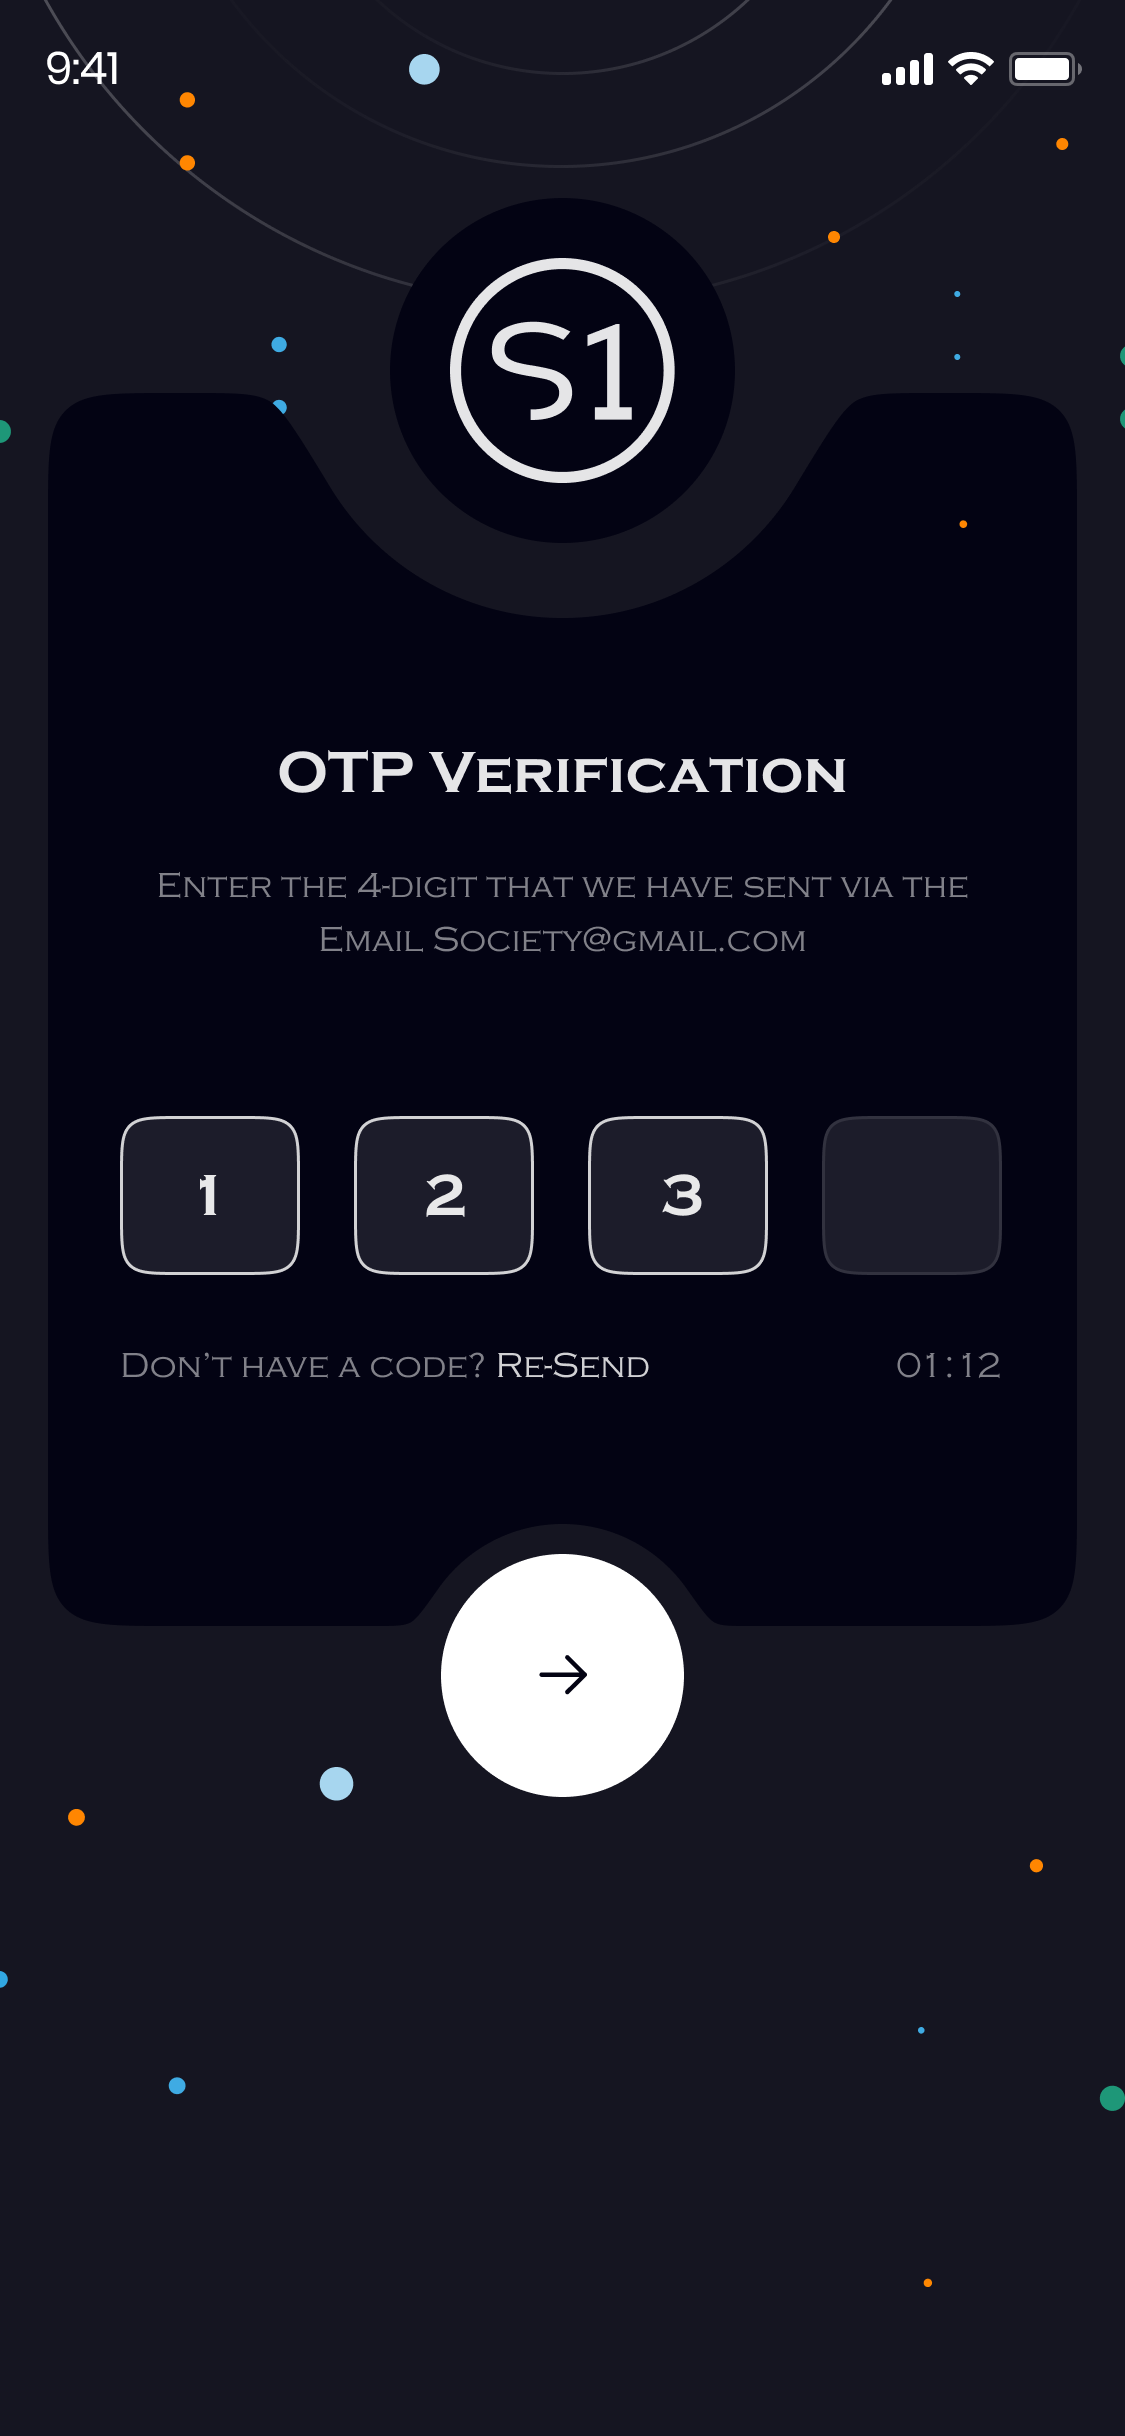 9:41
S1
OTP Verification
Enter the 4-digit that we have sent via the
Email Society@gmail.com
1 2 3
Don't have a code? Re-Send 01:12